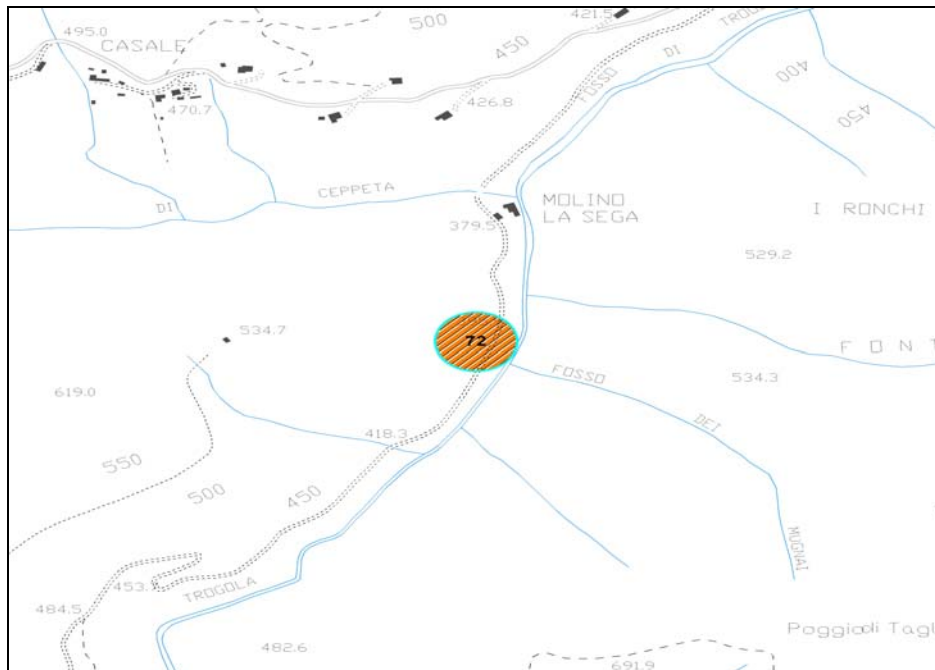 421.5
500
495.0
CASALE
450
TROG
DI
FOSSO
400
470.7
426.8
450
CEPPETA
DI
MOLINO
LA SEGA
I RONCHI
379.5
529.2
534.7
72
FONT
FOSSO
534.3
619.0
DEI
418.3
550
500
450
MUGNAI
453.
TROGOLA
484.5
482.6
Poggio di Tagl
691.9